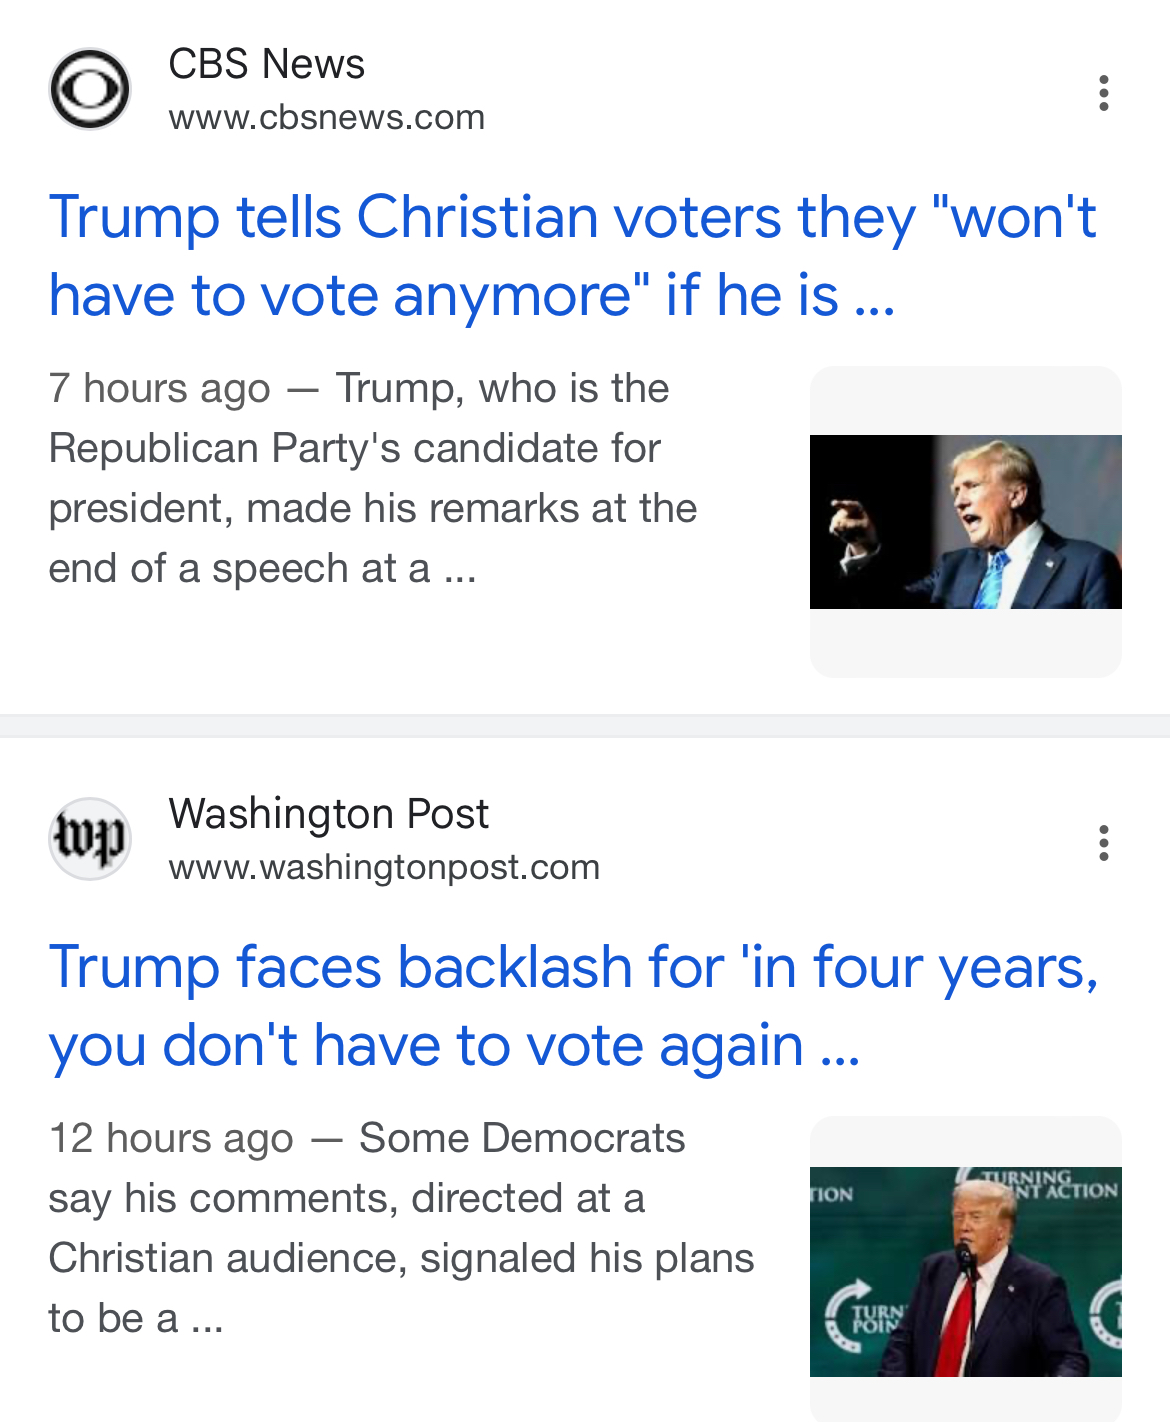 CBS News
www.cbsnews.com
Trump tells Christian voters they "won't
have to vote anymore" if he is ...
7 hours ago — Trump, who is the
Republican Party's candidate for
president, made his remarks at the
end of a speech at a ...
wp
Washington Post
www.washingtonpost.com
Trump faces backlash for 'in four years,
you don't have to vote again ...
12 hours ago — Some Democrats
say his comments, directed at a
Christian audience, signaled his plans
to be a ...
TION
TURNING
NT ACTION
TURN
POIN